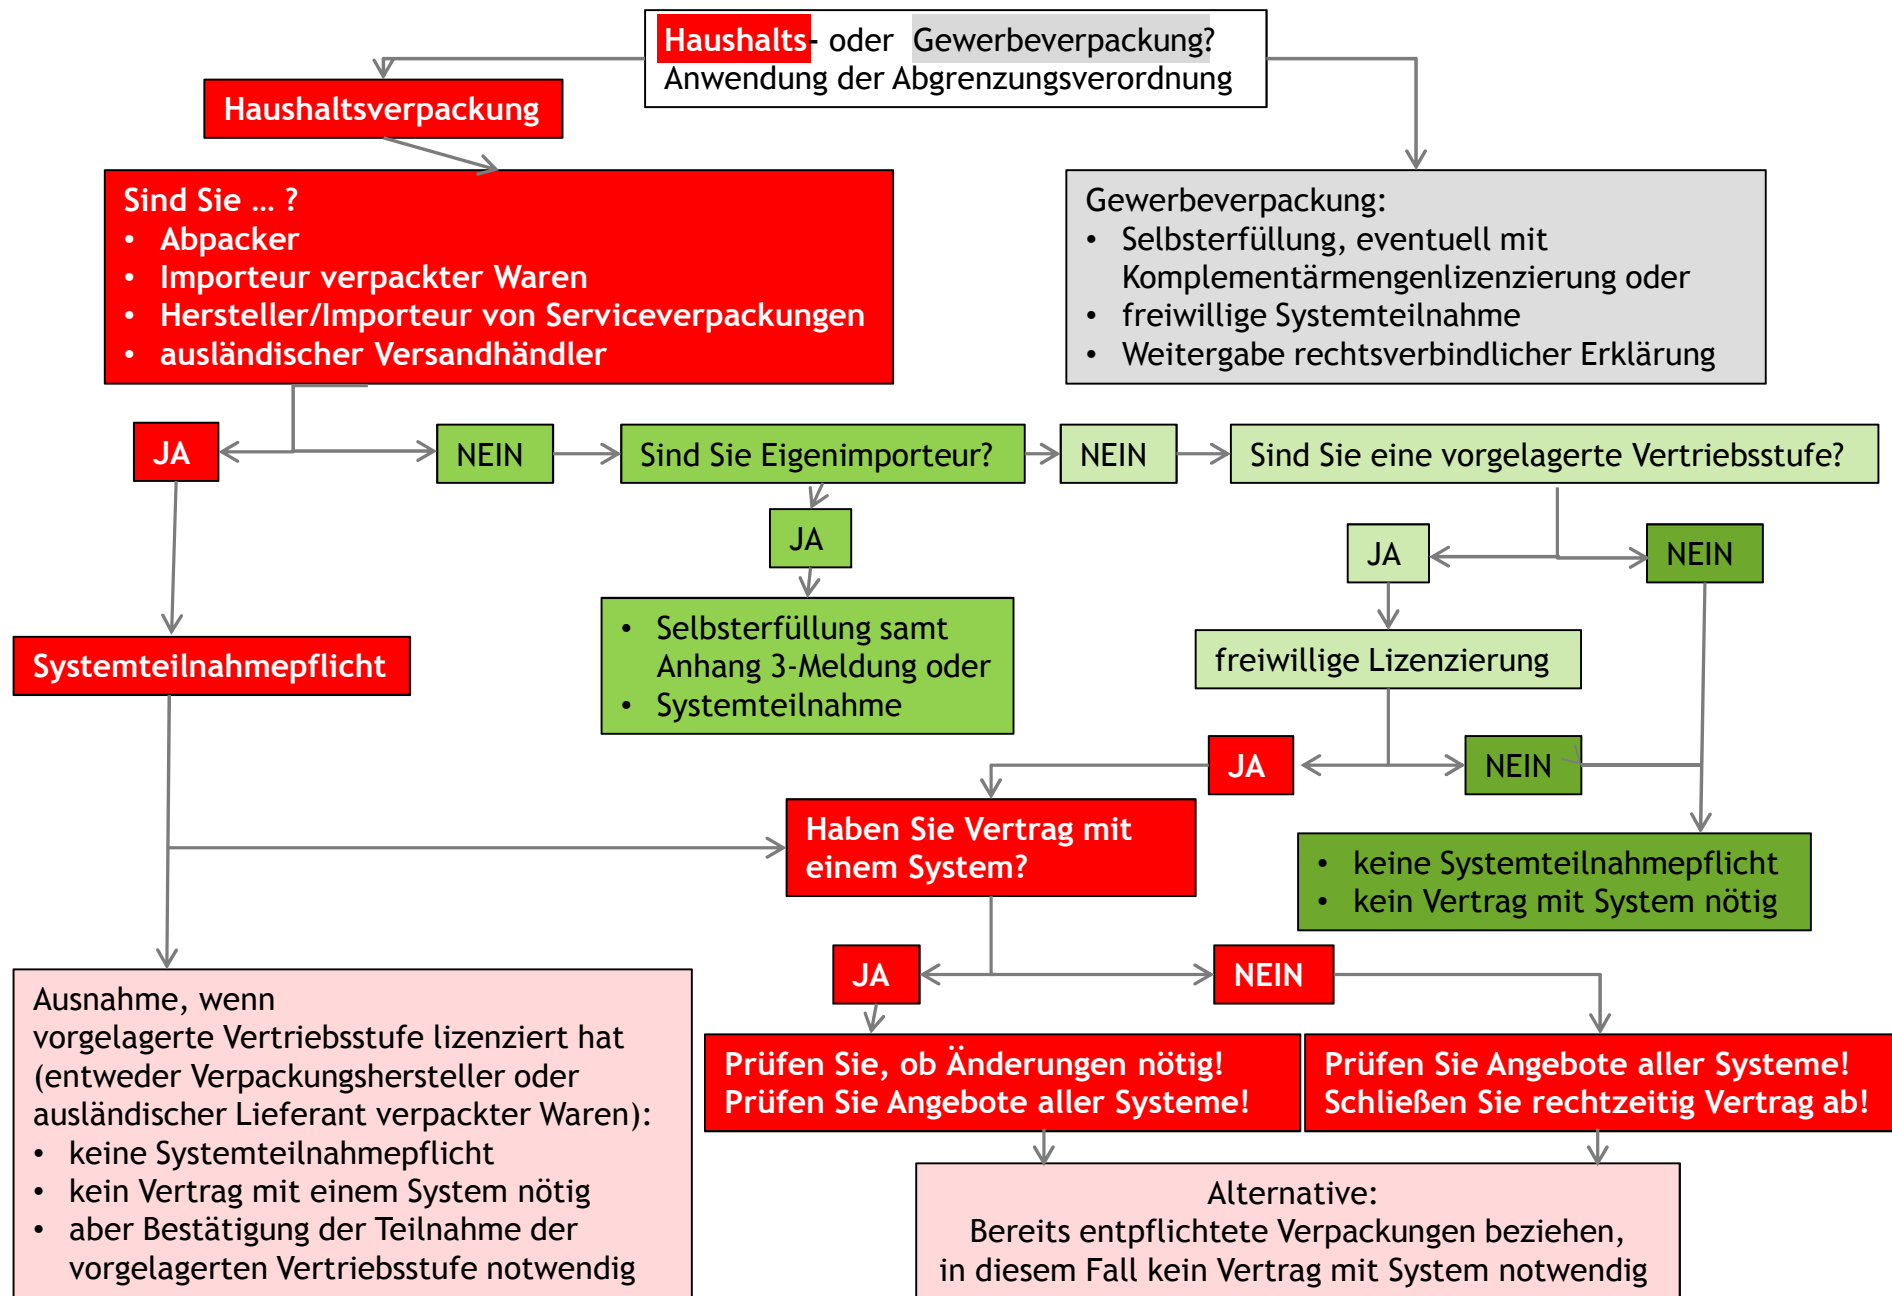 Haushalts- oder Gewerbeverpackung?
Anwendung der Abgrenzungsverordnung
Haushaltsverpackung
Sind Sie … ?
• Abpacker
• Importeur verpackter Waren
• Hersteller/Importeur von Serviceverpackungen
• ausländischer Versandhändler
Gewerbeverpackung:
• Selbsterfüllung, eventuell mit
Komplementärmengenlizenzierung oder
• freiwillige Systemteilnahme
• Weitergabe rechtsverbindlicher Erklärung
JA
NEIN
Sind Sie Eigenimporteur?
NEIN
Sind Sie eine vorgelagerte Vertriebsstufe?
JA
JA
NEIN
Systemteilnahmepflicht
• Selbsterfüllung samt
Anhang 3-Meldung oder
• Systemteilnahme
freiwillige Lizenzierung
JA
NEIN
Haben Sie Vertrag mit
einem System?
• keine Systemteilnahmepflicht
• kein Vertrag mit System nötig
JA
NEIN
Ausnahme, wenn
vorgelagerte Vertriebsstufe lizenziert hat
(entweder Verpackungshersteller oder
ausländischer Lieferant verpackter Waren):
• keine Systemteilnahmepflicht
• kein Vertrag mit einem System nötig
• aber Bestätigung der Teilnahme der
vorgelagerten Vertriebsstufe notwendig
Prüfen Sie, ob Änderungen nötig!
Prüfen Sie Angebote aller Systeme!
Prüfen Sie Angebote aller Systeme!
Schließen Sie rechtzeitig Vertrag ab!
Alternative:
Bereits entpflichtete Verpackungen beziehen,
in diesem Fall kein Vertrag mit System notwendig